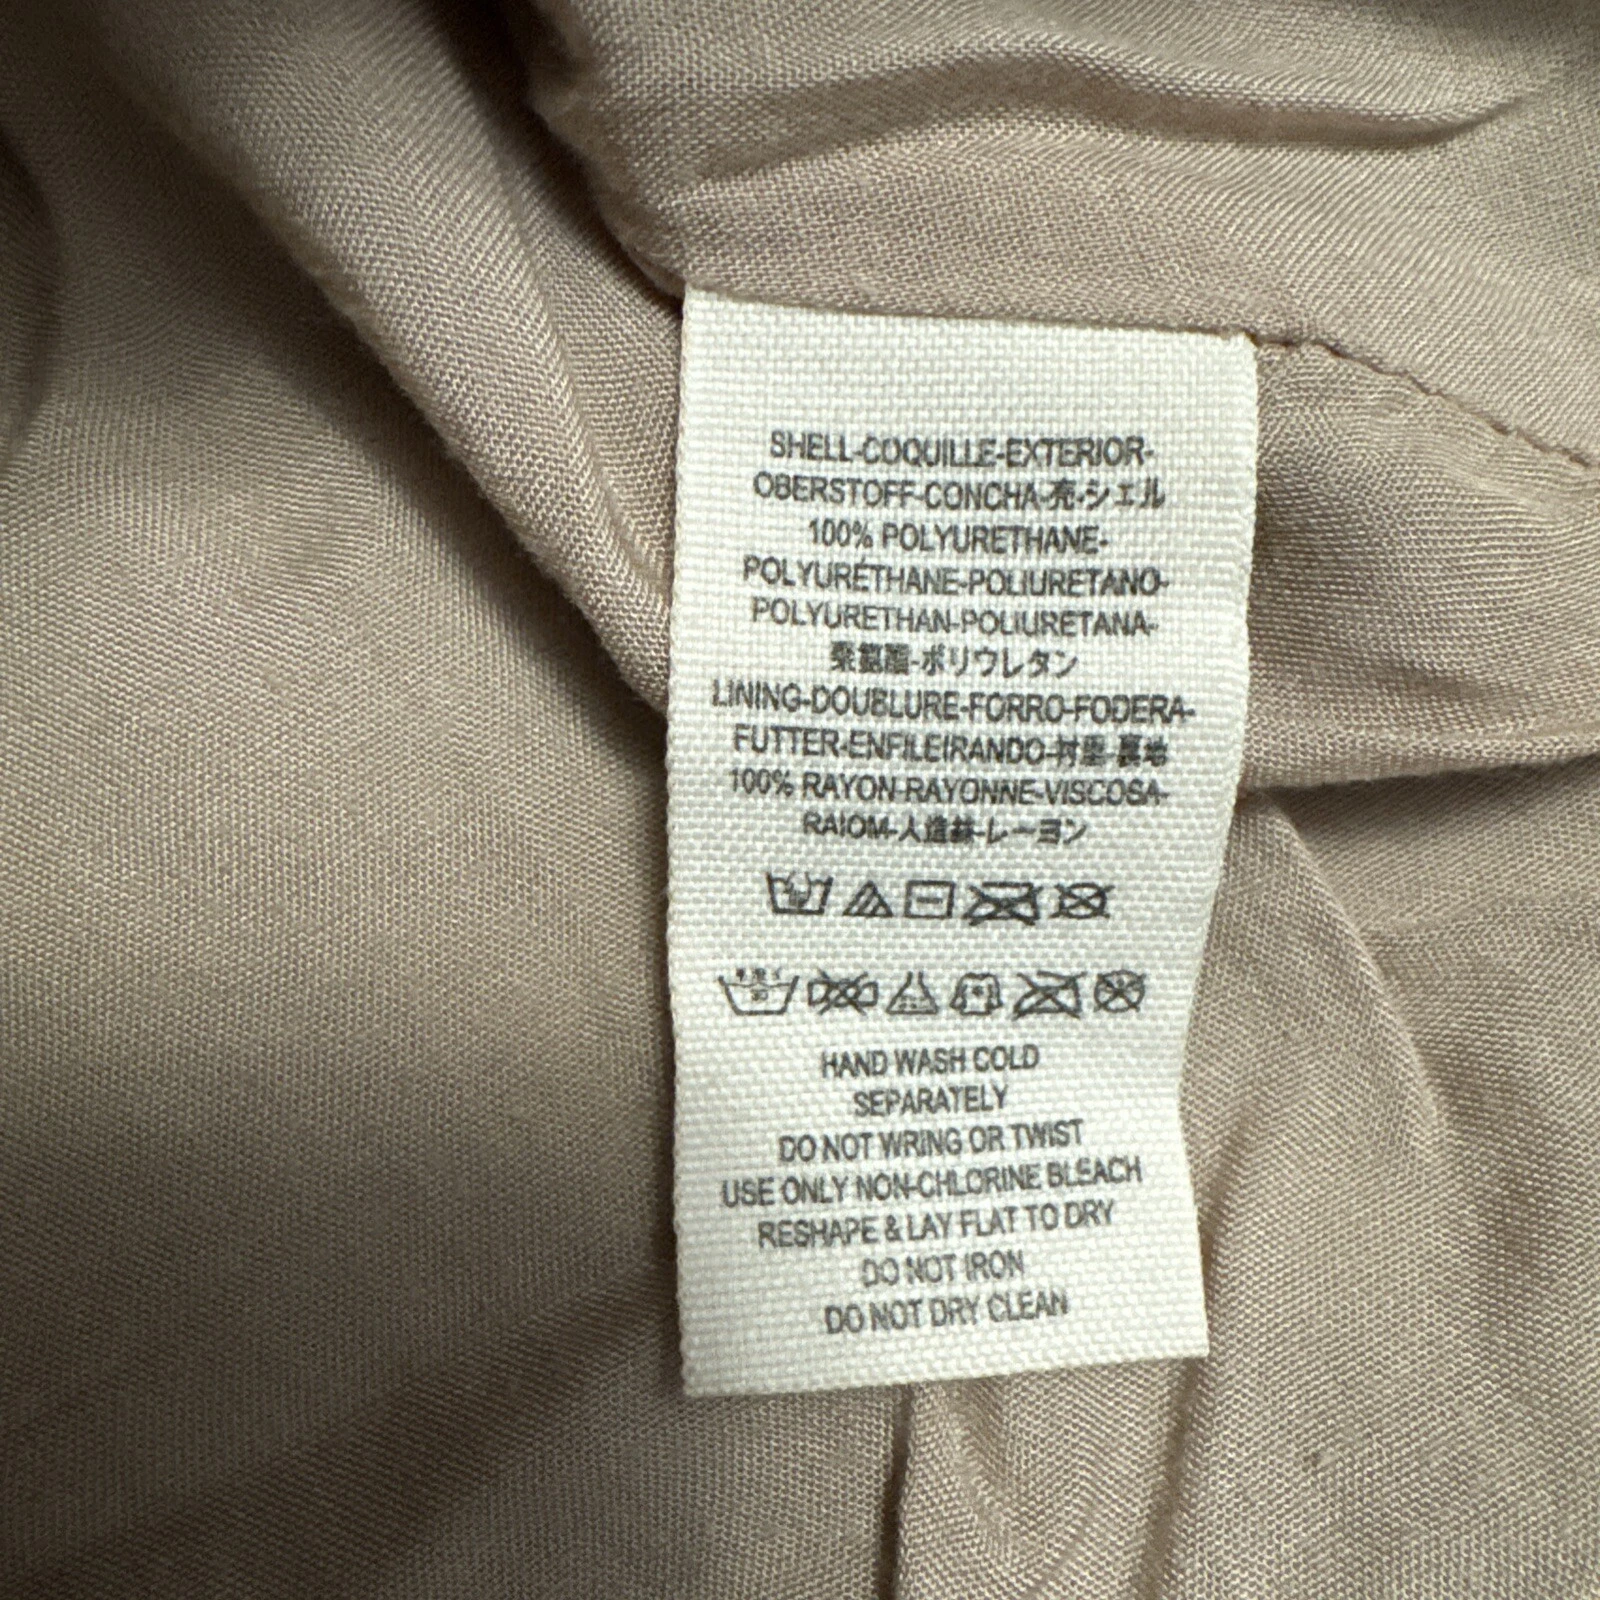 SHELL-COQUILLE-EXTERIOR-
OBERSTOFF-CONCHA-壳-シェル
100% POLYURETHANE-
POLYURÉTHANE-POLIURETANO-
POLYURETHAN-POLIURETANA-
聚氨酯-ポリウレタン
LINING-DOUBLURE-FORRO-FODERA-
FUTTER-ENFILEIRANDO-衬里-裏地
100% RAYON-RAYONNE-VISCOSA-
RAIOM-人造絲-レーヨン
HAND WASH COLD
SEPARATELY
DO NOT WRING OR TWIST
USE ONLY NON-CHLORINE BLEACH
RESHAPE & LAY FLAT TO DRY
DO NOT IRON
DO NOT DRY CLEAN